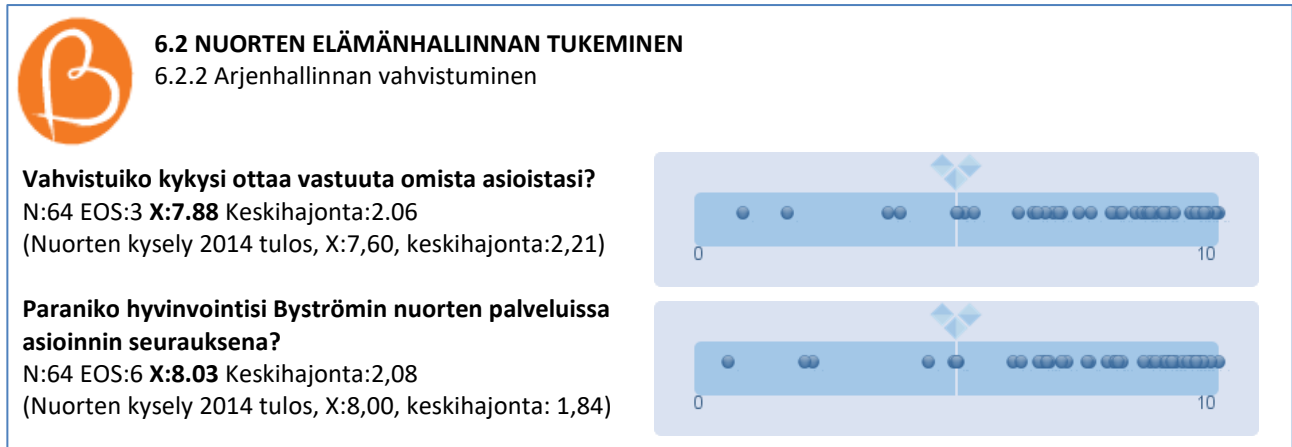 6.2 NUORTEN ELÄMÄNHALLINNAN TUKEMINEN
6.2.2 Arjenhallinnan vahvistuminen
Vahvistuiko kykysi ottaa vastuuta omista asioistasi?
N:64 EOS:3 X:7.88 Keskihajonta:2.06
(Nuorten kysely 2014 tulos, X:7,60, keskihajonta:2,21)
0 10
Paraniko hyvinvointisi Byströmin nuorten palveluissa
asioinnin seurauksena?
N:64 EOS:6 X:8.03 Keskihajonta:2,08
(Nuorten kysely 2014 tulos, X:8,00, keskihajonta: 1,84)
0 10